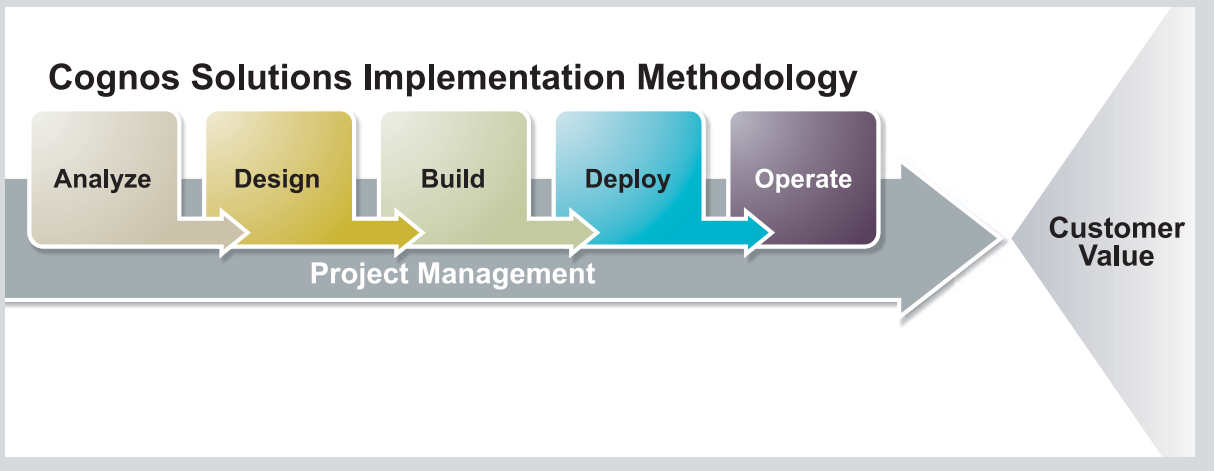 Cognos Solutions Implementation Methodology
Analyze
Design
Build
Deploy
Operate
Project Management
Customer
Value